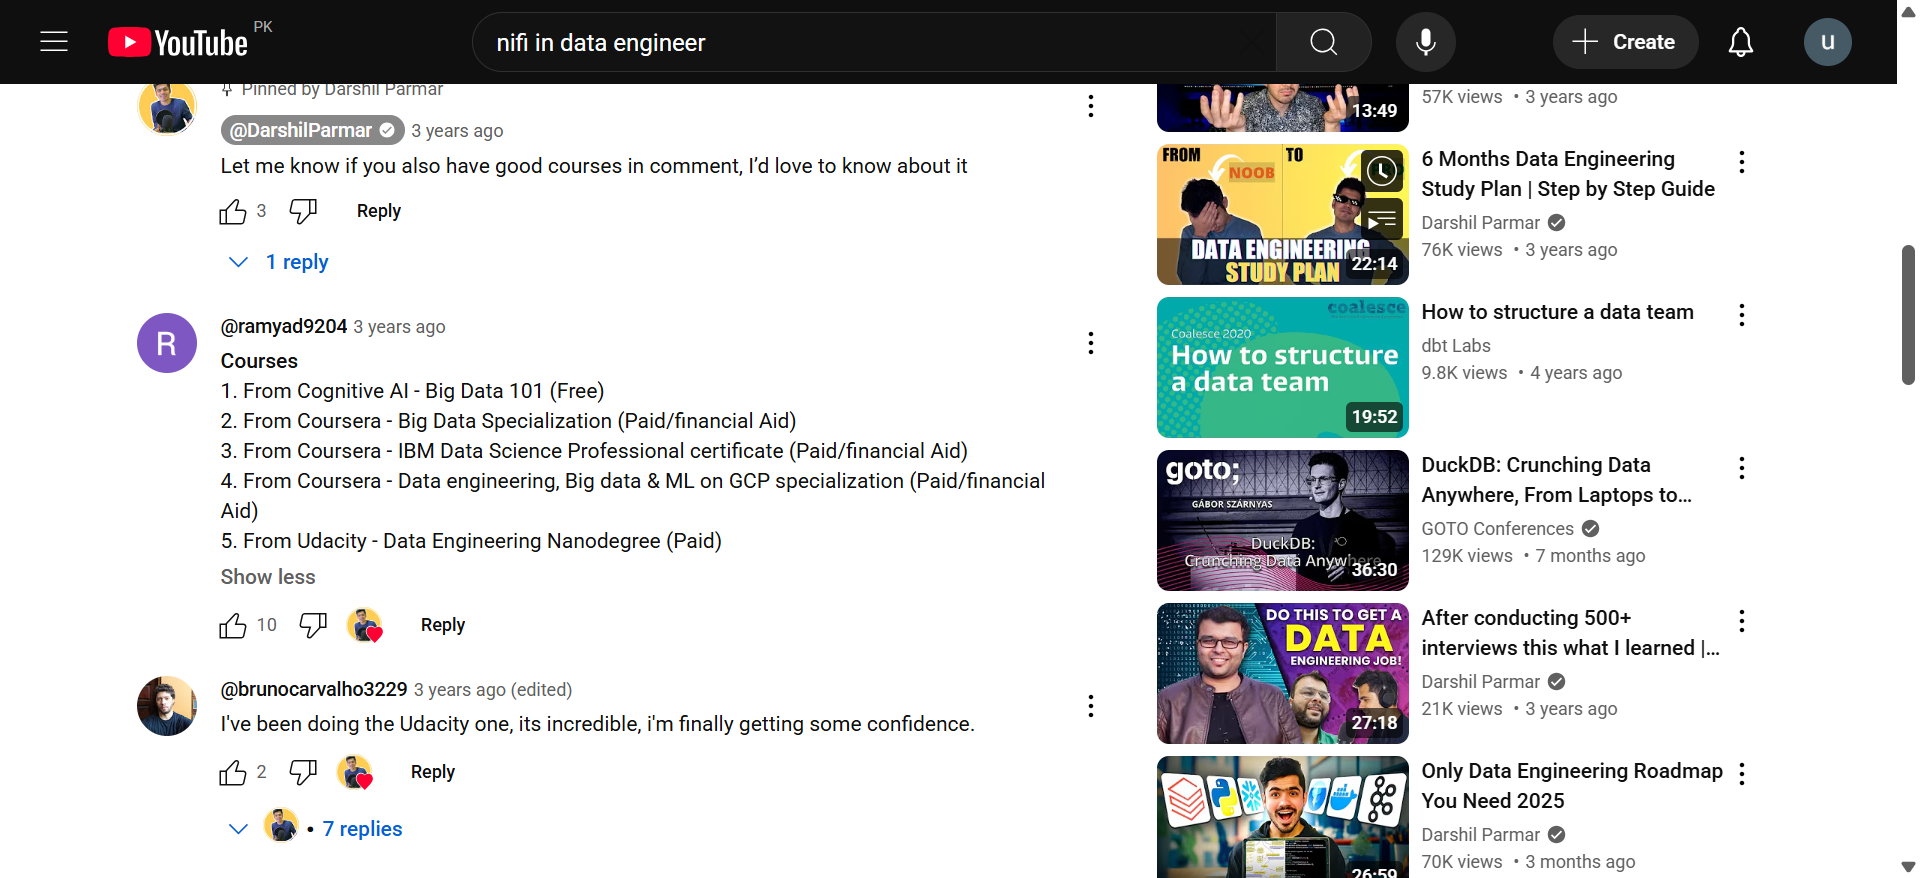 YouTube PK
nifi in data engineer
Create
u
Pinned by Darshil Parmar
@DarshilParmar 3 years ago
Let me know if you also have good courses in comment, I’d love to know about it
3 Reply
1 reply
R
@ramyad9204 3 years ago
Courses
1. From Cognitive AI - Big Data 101 (Free)
2. From Coursera - Big Data Specialization (Paid/financial Aid)
3. From Coursera - IBM Data Science Professional certificate (Paid/financial Aid)
4. From Coursera - Data engineering, Big data & ML on GCP specialization (Paid/financial
Aid)
5. From Udacity - Data Engineering Nanodegree (Paid)
Show less
10 Reply
@brunocarvalho3229 3 years ago (edited)
I've been doing the Udacity one, its incredible, i'm finally getting some confidence.
2 Reply
• 7 replies
13:49
57K views • 3 years ago
FROM TO
NOOB
DATA ENGINEERING
STUDY PLAN
22:14
6 Months Data Engineering
Study Plan | Step by Step Guide
Darshil Parmar
76K views • 3 years ago
coalesce
Coalesce 2020
How to structure
a data team
19:52
How to structure a data team
dbt Labs
9.8K views • 4 years ago
goto;
GÁBOR SZÁRNYAS
DuckDB:
Crunching Data Anywhere
36:30
DuckDB: Crunching Data
Anywhere, From Laptops to...
GOTO Conferences
129K views • 7 months ago
DO THIS TO GET A
DATA
ENGINEERING JOB!
27:18
After conducting 500+
interviews this what I learned |...
Darshil Parmar
21K views • 3 years ago
26:59
Only Data Engineering Roadmap
You Need 2025
Darshil Parmar
70K views • 3 months ago